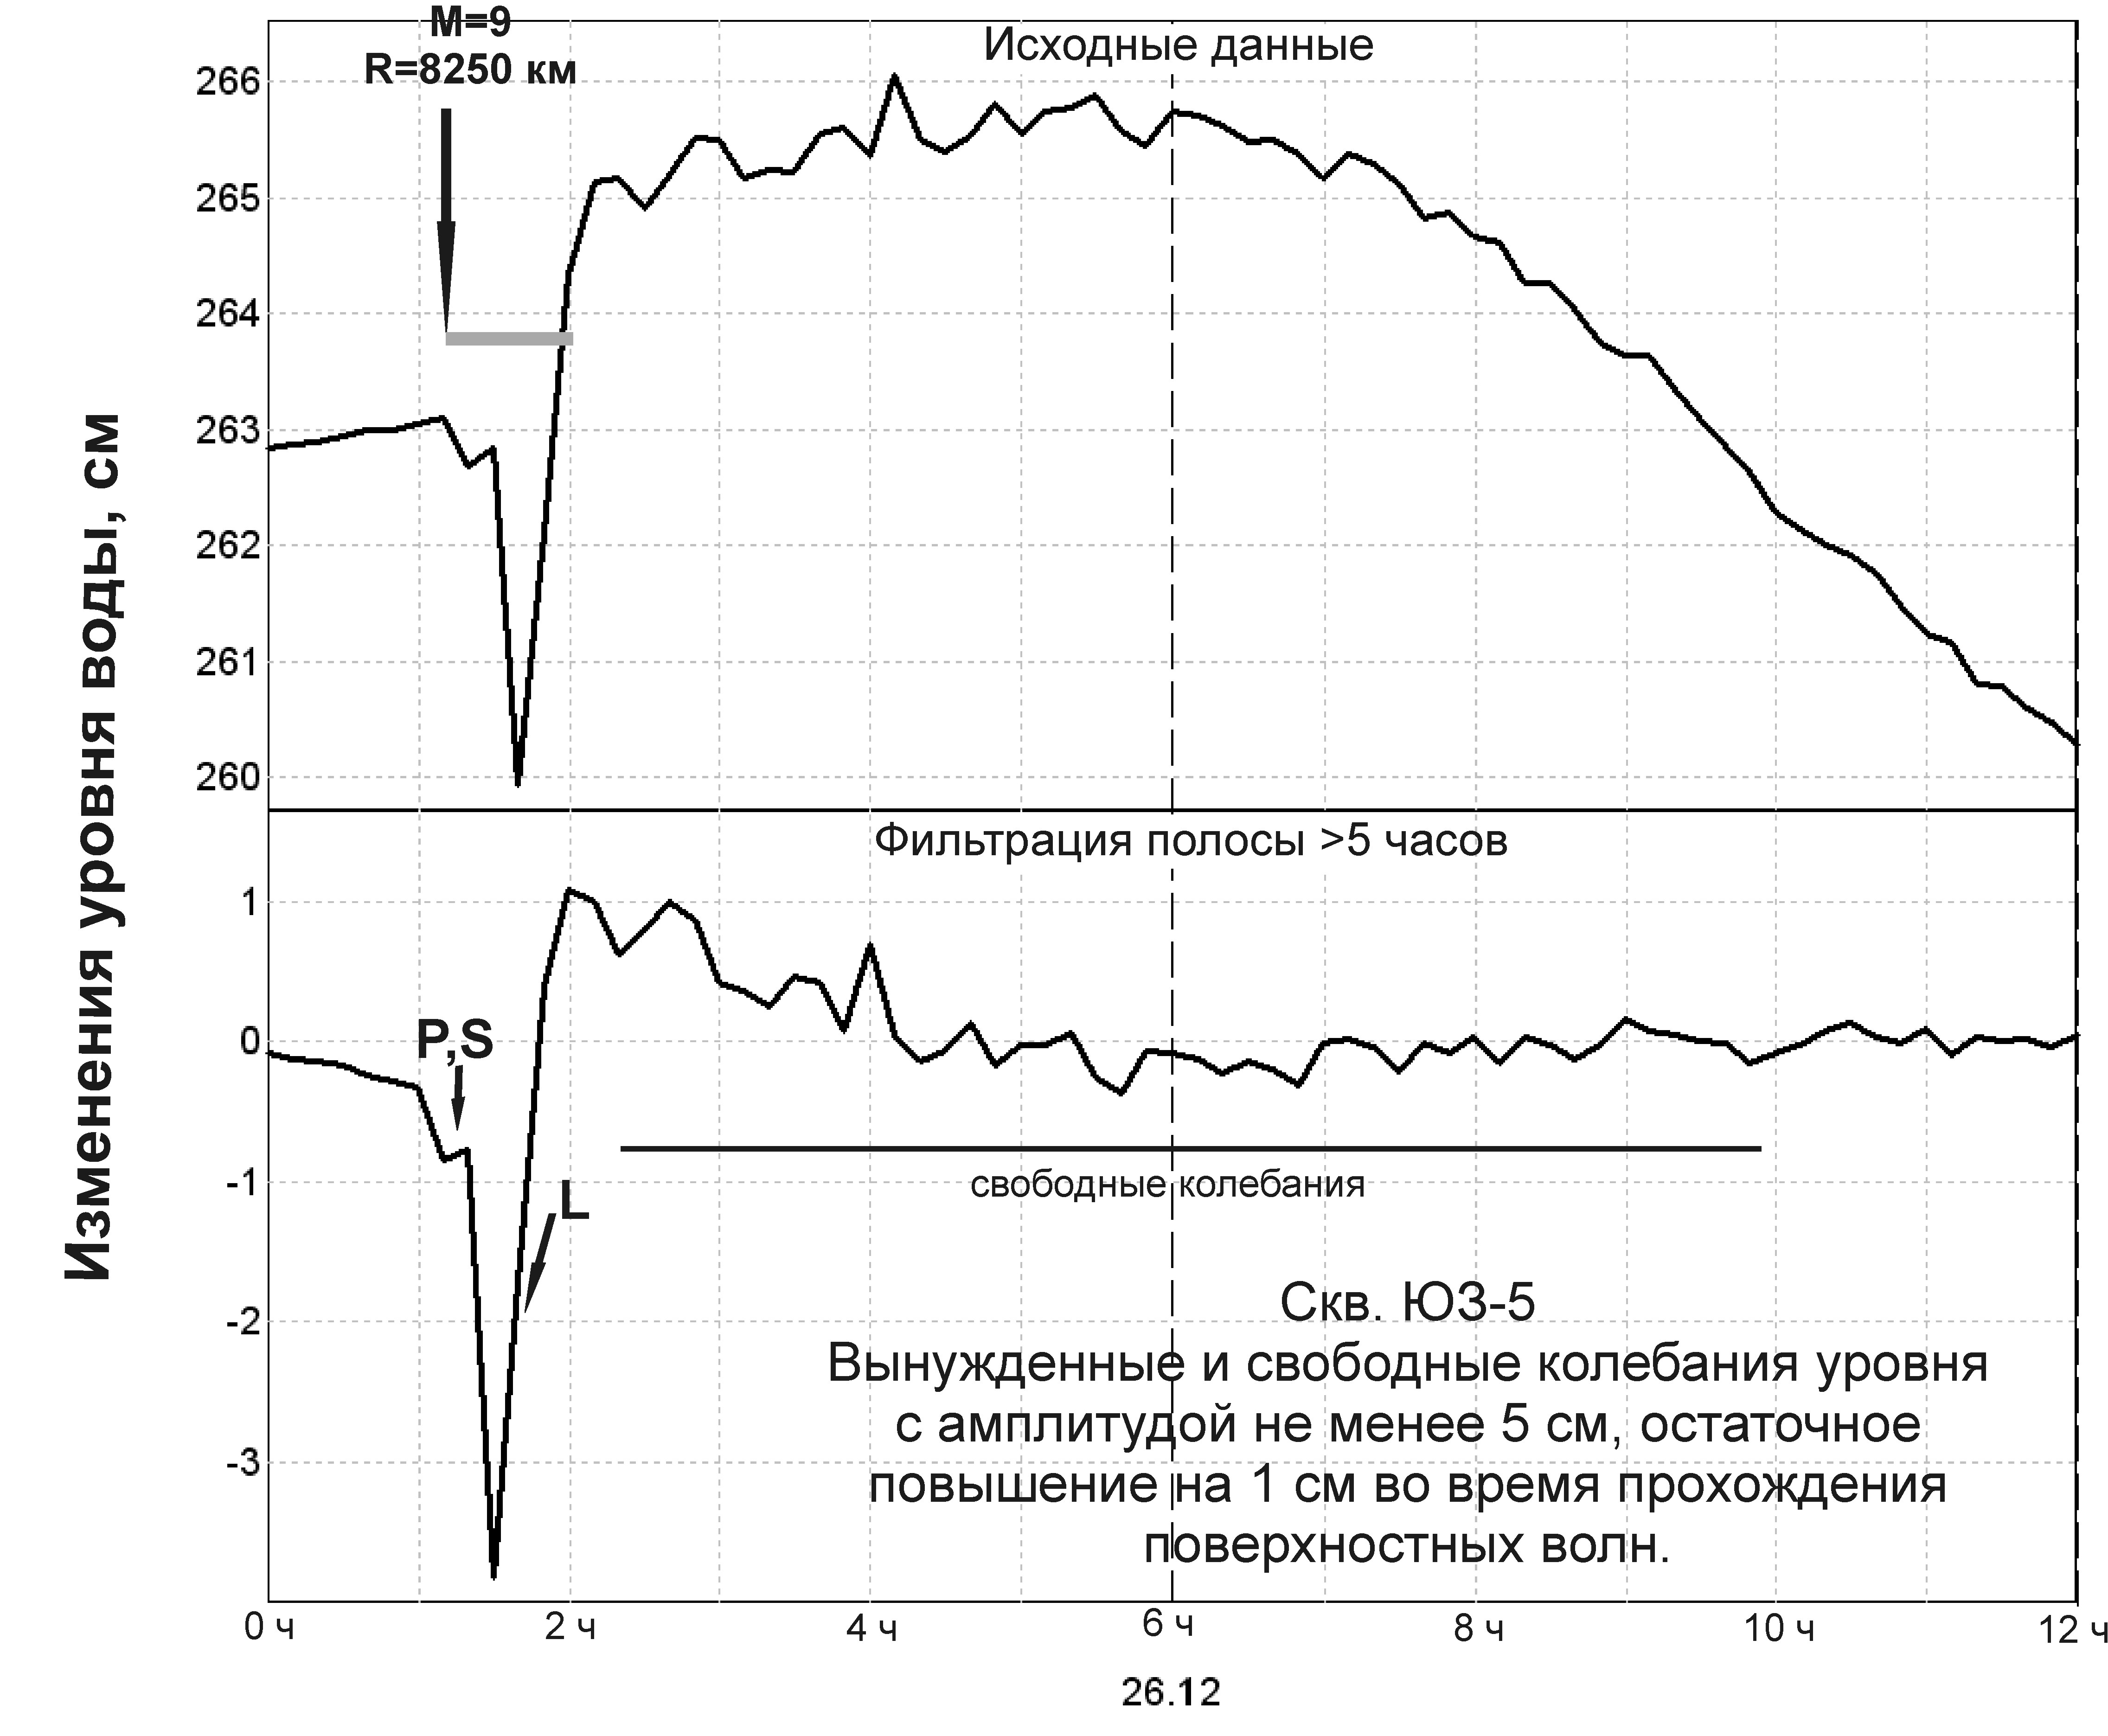 M=9
R=8250 км
Исходные данные
266
265
264
263
262
261
260
Изменения уровня воды, см
Фильтрация полосы >5 часов
1
0
-1
-2
-3
P,S
L
свободные колебания
Скв. ЮЗ-5
Вынужденные и свободные колебания уровня
с амплитудой не менее 5 см, остаточное
повышение на 1 см во время прохождения
поверхностных волн.
0 ч 2 ч 4 ч 6 ч 8 ч 10 ч 12 ч
26.12